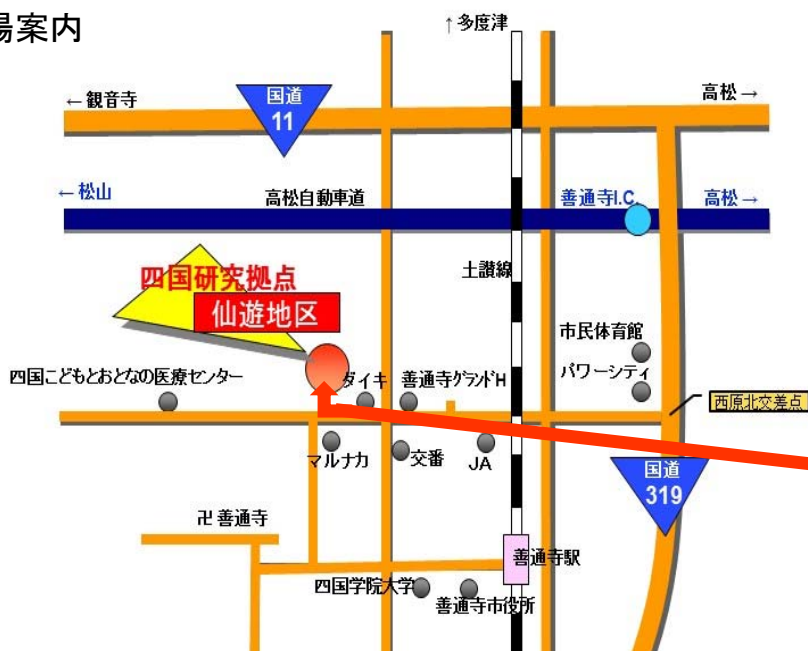 場案内
↑多度津
←観音寺
国道
11
高松→
←松山
高松自動車道
善通寺I.C.
高松→
四国研究拠点
仙遊地区
土讃線
市民体育館
パワーシティ
四国こどもとおとなの医療センター
ダイキ
善通寺グランドH
西原北交差点
マルナカ
交番
JA
国道
319
卍善通寺
善通寺駅
四国学院大学
善通寺市役所